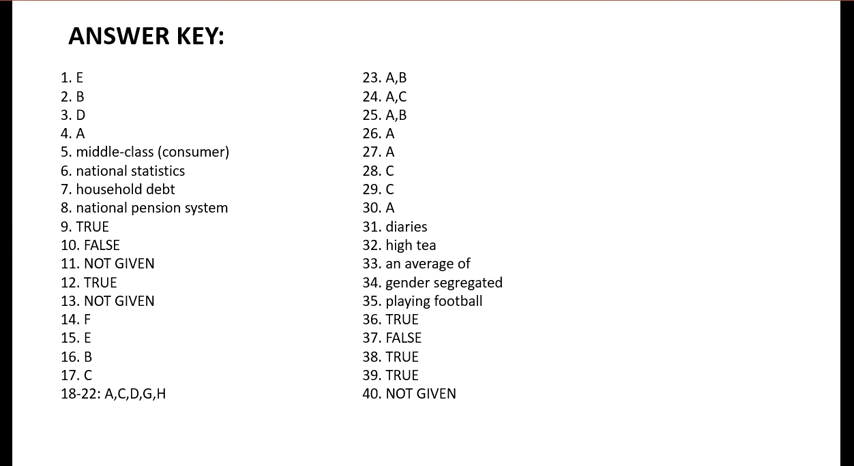 ANSWER KEY:
1. E
2. B
3. D
4. A
5. middle-class (consumer)
6. national statistics
7. household debt
8. national pension system
9. TRUE
10. FALSE
11. NOT GIVEN
12. TRUE
13. NOT GIVEN
14. F
15. E
16. B
17. C
18-22: A,C,D,G,H
23. A,B
24. A,C
25. A,B
26. A
27. A
28. C
29. C
30. A
31. diaries
32. high tea
33. an average of
34. gender segregated
35. playing football
36. TRUE
37. FALSE
38. TRUE
39. TRUE
40. NOT GIVEN